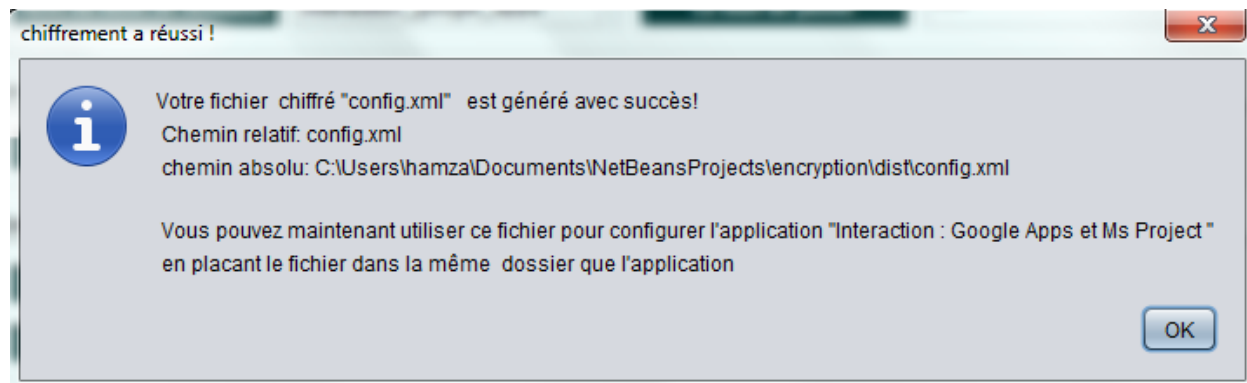 chiffrement a réussi !
Votre fichier chiffré "config.xml" est généré avec succès!
Chemin relatif: config.xml
chemin absolu: C:\Users\hamza\Documents\NetBeansProjects\encryption\dist\config.xml
Vous pouvez maintenant utiliser ce fichier pour configurer l'application "Interaction : Google Apps et Ms Project "
en placant le fichier dans la même dossier que l'application
OK